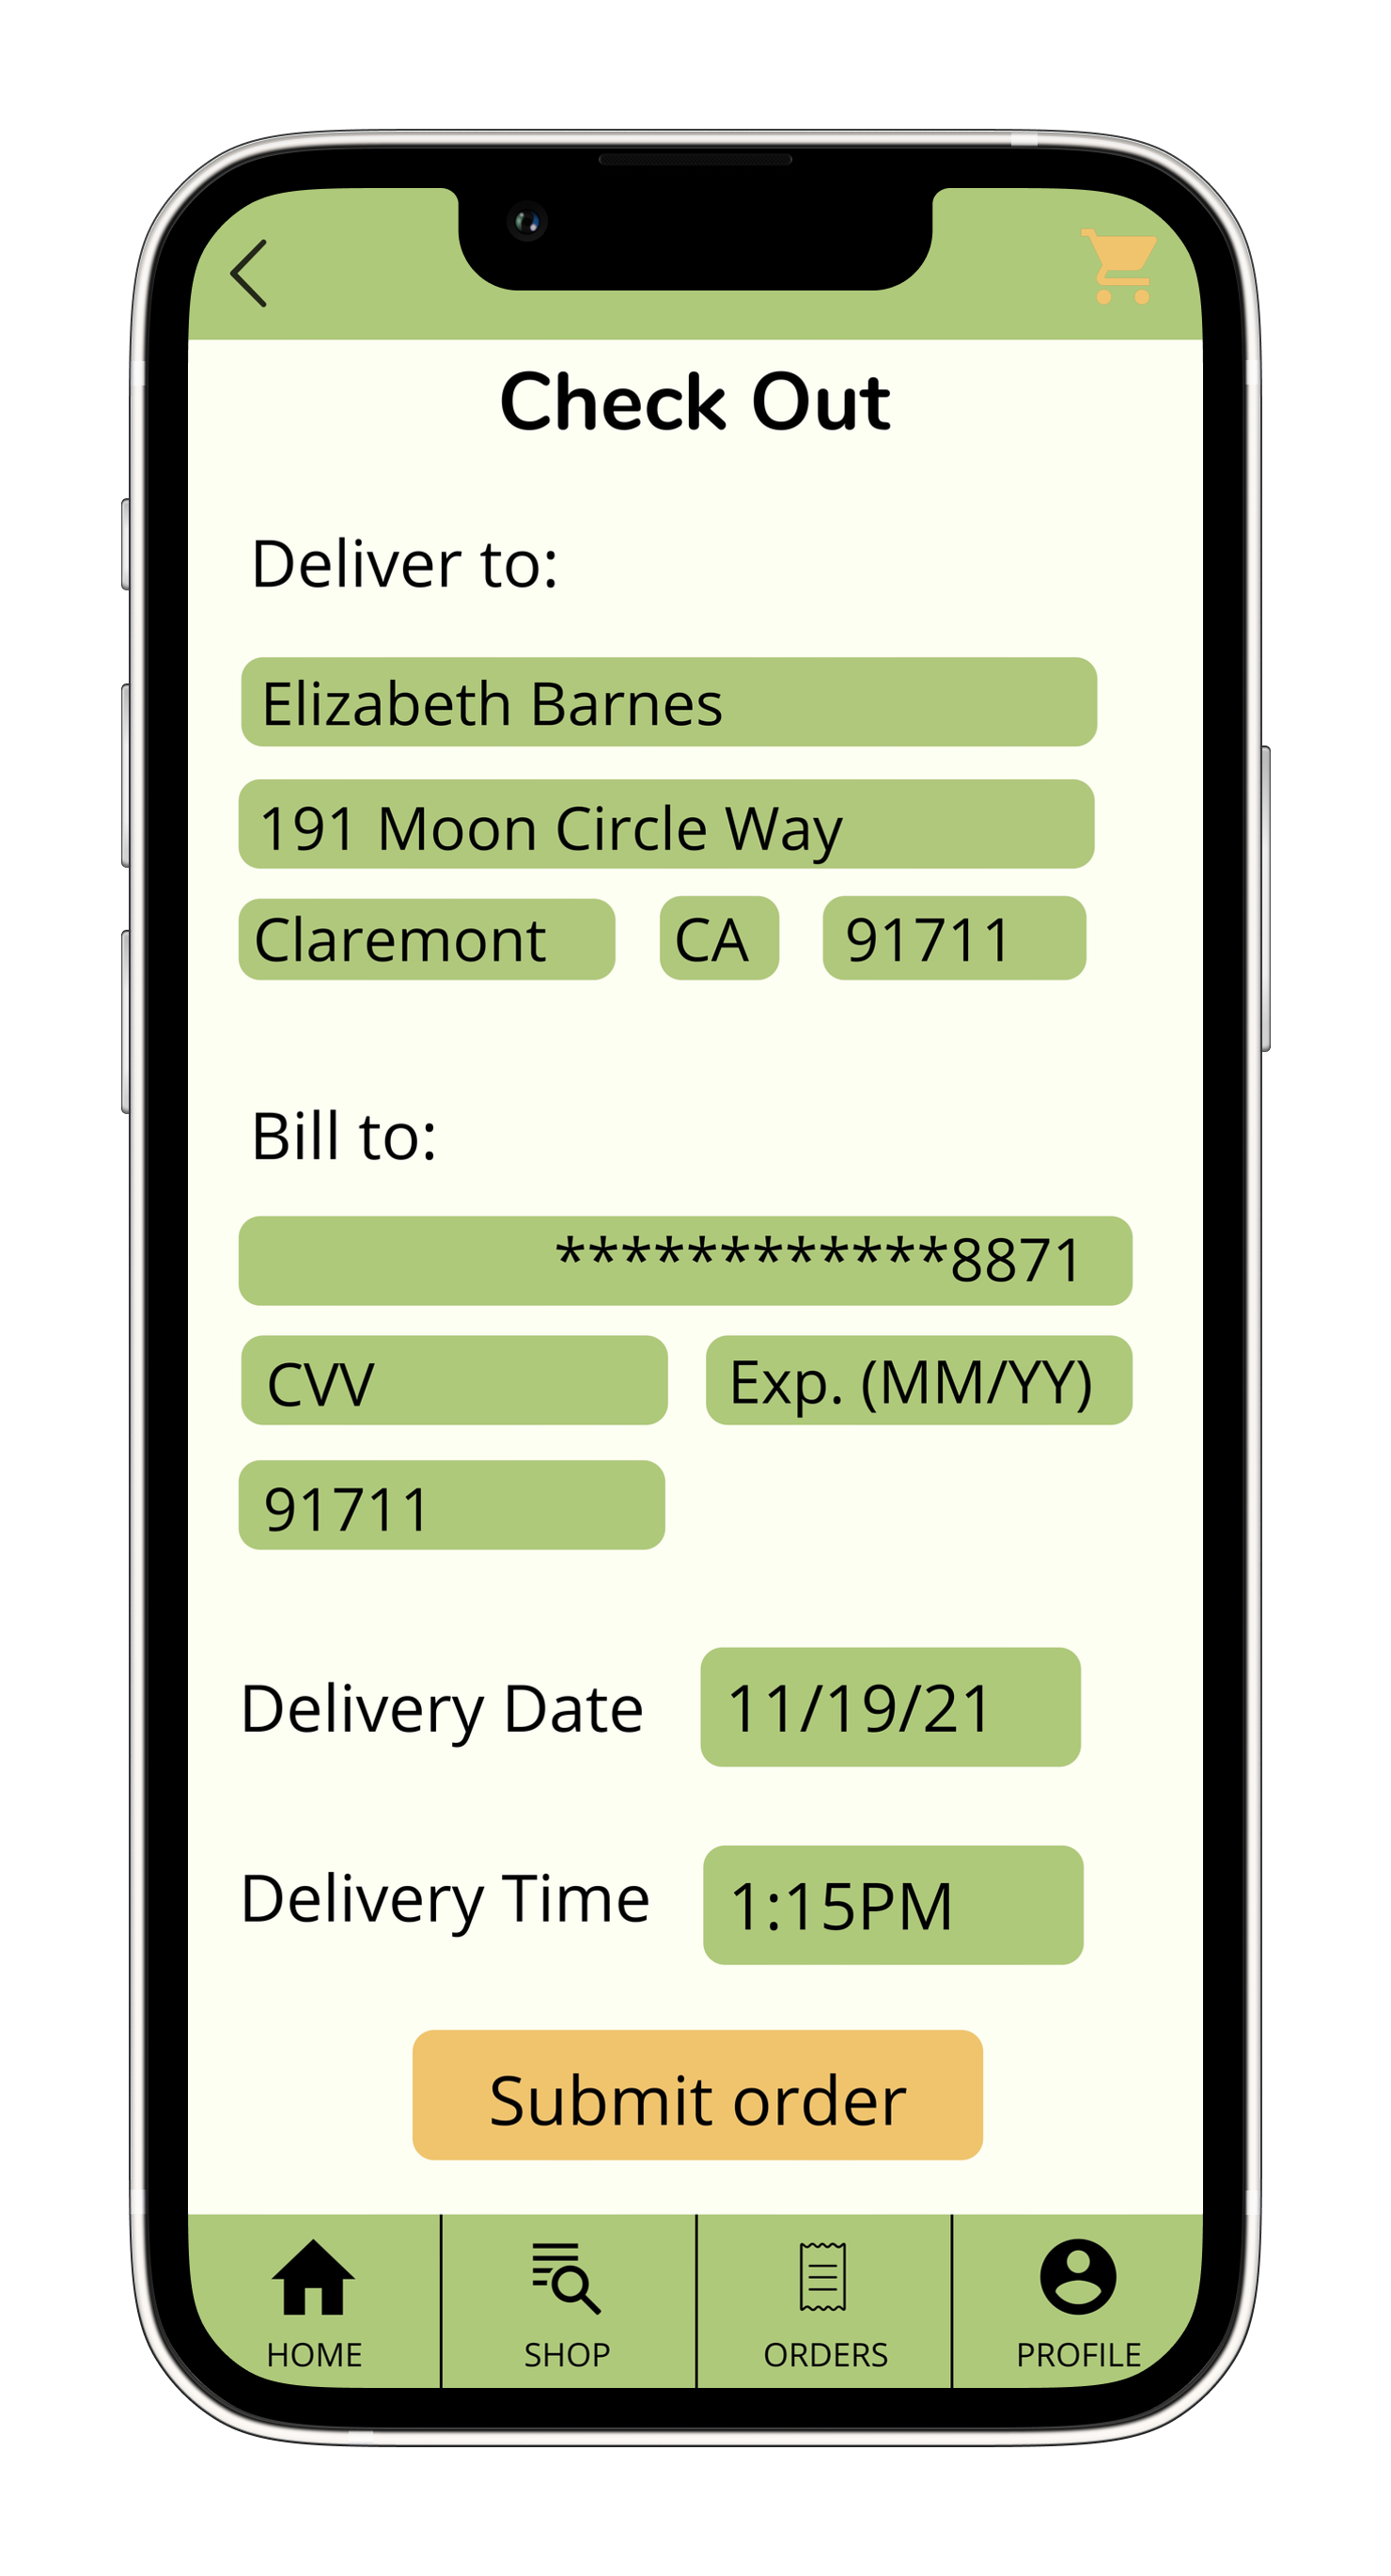 Check Out
Deliver to:
Elizabeth Barnes
191 Moon Circle Way
Claremont CA 91711
Bill to:
************8871
CVV Exp. (MM/YY)
91711
Delivery Date 11/19/21
Delivery Time 1:15PM
Submit order
HOME SHOP ORDERS PROFILE